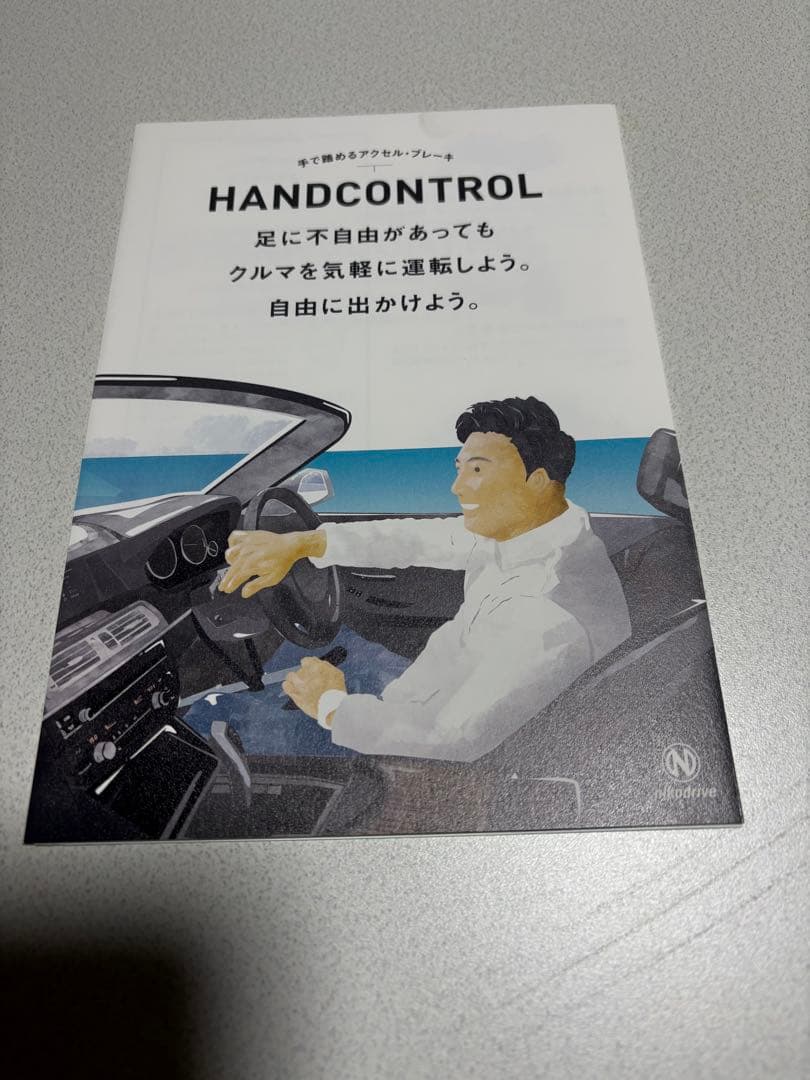 手で踏めるアクセル・ブレーキ
HANDCONTROL
足に不自由があっても
クルマを気軽に運転しよう。
自由に出かけよう。
N
nikodrive